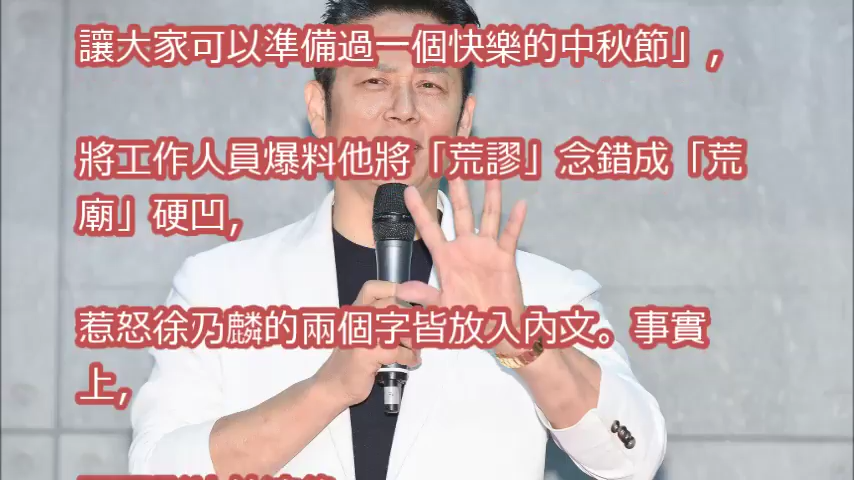 讓大家可以準備過一個快樂的中秋節」,
將工作人員爆料他將「荒謬」念錯成「荒
廟」硬凹,
惹怒徐乃麟的兩個字皆放入內文。事實
上,